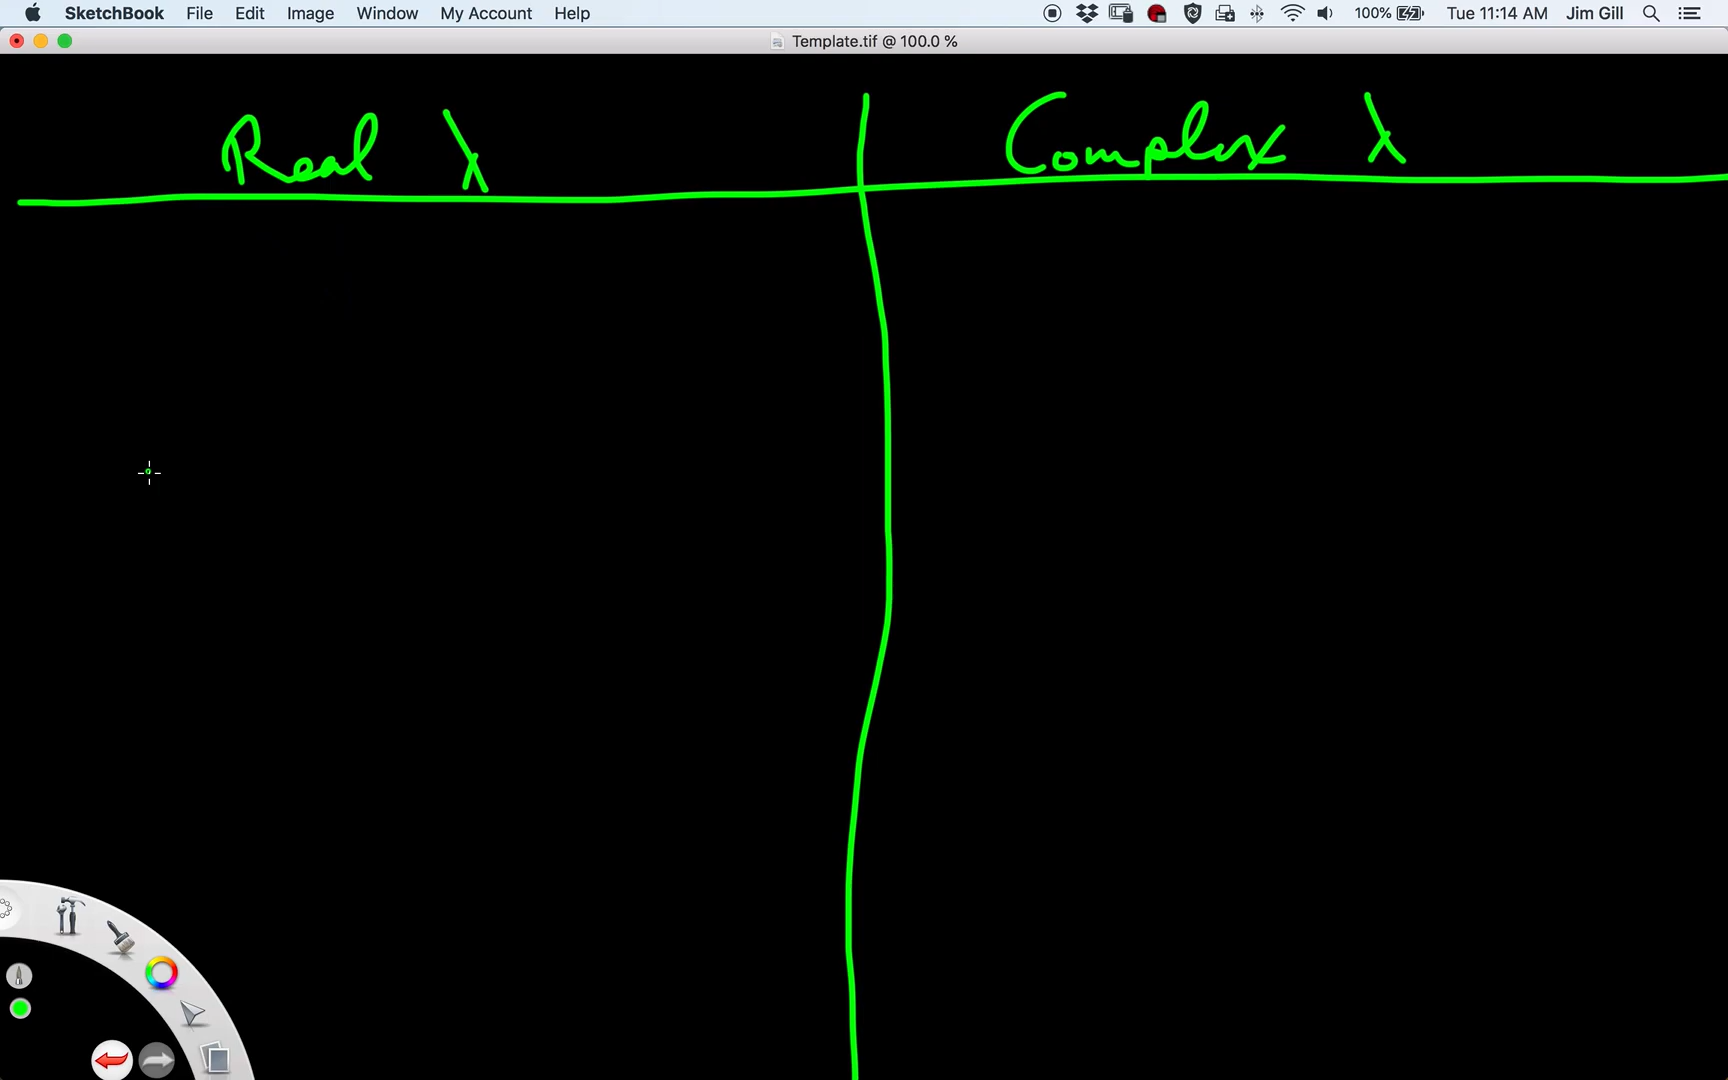 SketchBook File Edit Image Window My Account Help 100% Tue 11:14 AM Jim Gill
Template.tif @ 100.0 %
Real λ Complex λ